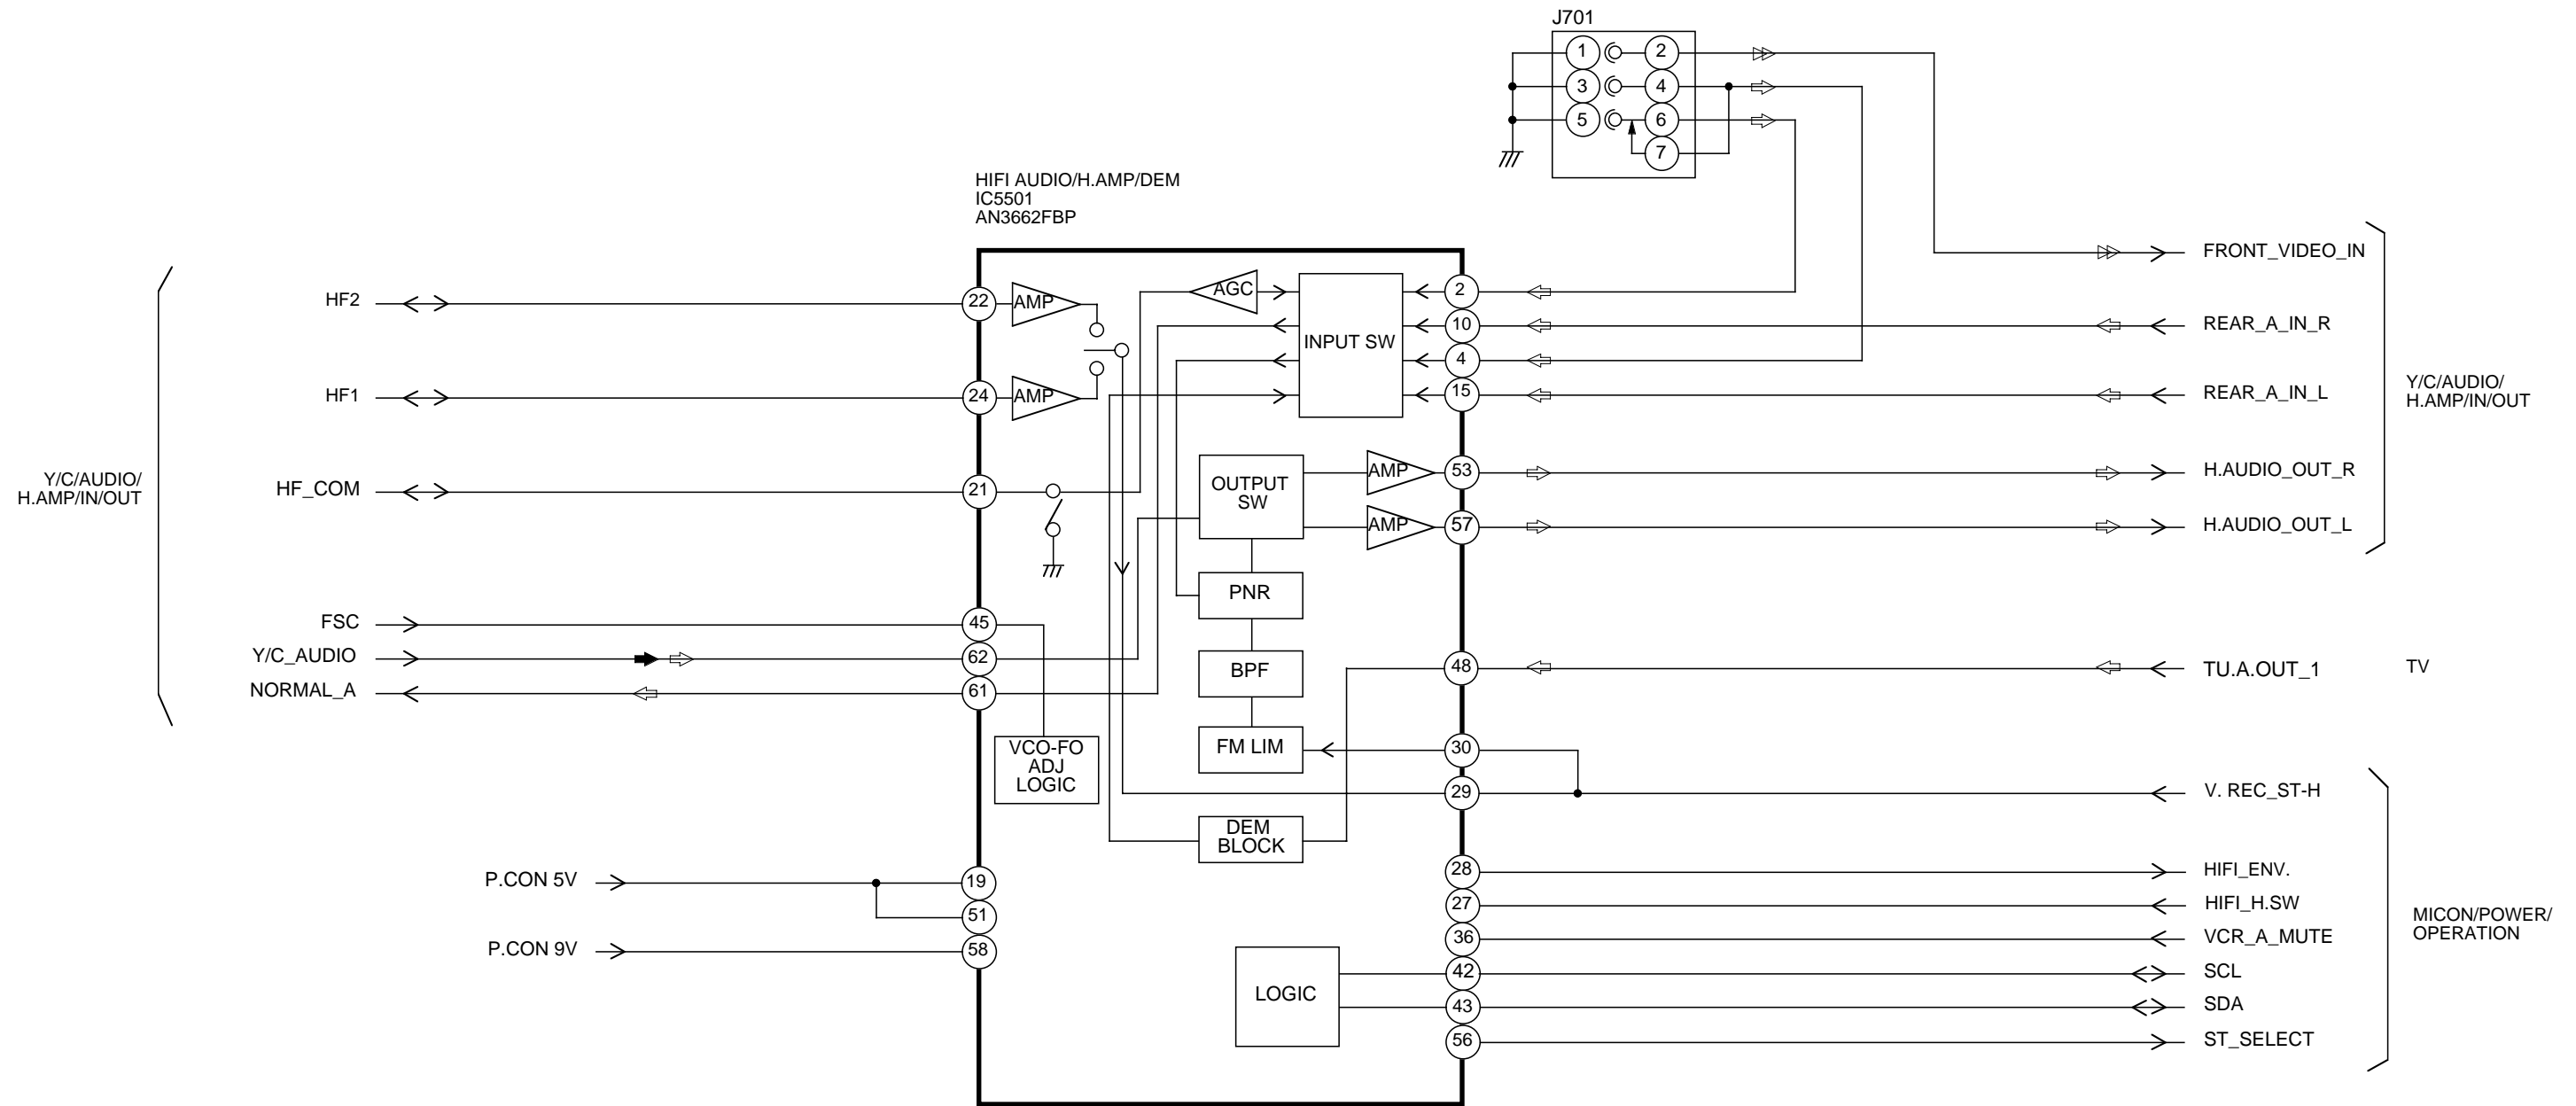 J701
1
2
3
4
5
6
7
HIFI AUDIO/H.AMP/DEM
IC5501
AN3662FBP
Y/C/AUDIO/
H.AMP/IN/OUT
HF2
HF1
HF_COM
FSC
Y/C_AUDIO
NORMAL_A
P.CON 5V
P.CON 9V
22
24
21
45
62
61
19
51
58
AMP
AMP
AGC
INPUT SW
OUTPUT
SW
AMP
AMP
PNR
BPF
FM LIM
VCO-FO
ADJ
LOGIC
DEM
BLOCK
LOGIC
2
10
4
15
53
57
48
30
29
28
27
36
42
43
56
FRONT_VIDEO_IN
REAR_A_IN_R
REAR_A_IN_L
H.AUDIO_OUT_R
H.AUDIO_OUT_L
Y/C/AUDIO/
H.AMP/IN/OUT
TU.A.OUT_1
TV
V. REC_ST-H
HIFI_ENV.
HIFI_H.SW
VCR_A_MUTE
SCL
SDA
ST_SELECT
MICON/POWER/
OPERATION